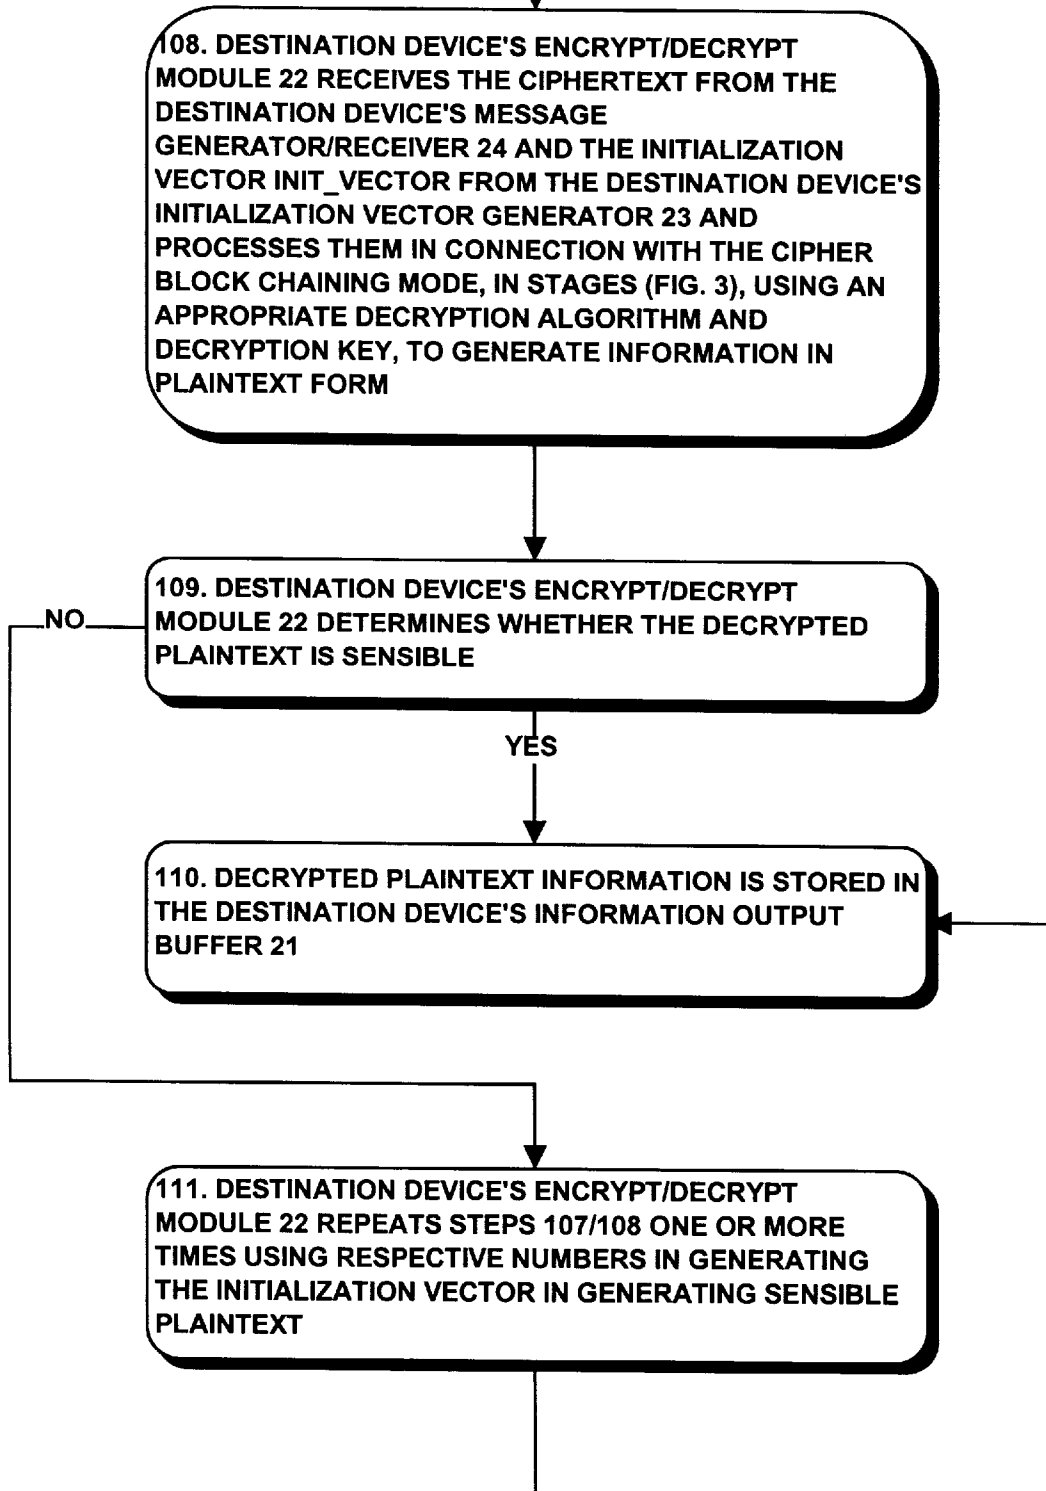 108. DESTINATION DEVICE'S ENCRYPT/DECRYPT
MODULE 22 RECEIVES THE CIPHERTEXT FROM THE
DESTINATION DEVICE'S MESSAGE
GENERATOR/RECEIVER 24 AND THE INITIALIZATION
VECTOR INIT_VECTOR FROM THE DESTINATION DEVICE'S
INITIALIZATION VECTOR GENERATOR 23 AND
PROCESSES THEM IN CONNECTION WITH THE CIPHER
BLOCK CHAINING MODE, IN STAGES (FIG. 3), USING AN
APPROPRIATE DECRYPTION ALGORITHM AND
DECRYPTION KEY, TO GENERATE INFORMATION IN
PLAINTEXT FORM
109. DESTINATION DEVICE'S ENCRYPT/DECRYPT
MODULE 22 DETERMINES WHETHER THE DECRYPTED
PLAINTEXT IS SENSIBLE
NO
YES
110. DECRYPTED PLAINTEXT INFORMATION IS STORED IN
THE DESTINATION DEVICE'S INFORMATION OUTPUT
BUFFER 21
111. DESTINATION DEVICE'S ENCRYPT/DECRYPT
MODULE 22 REPEATS STEPS 107/108 ONE OR MORE
TIMES USING RESPECTIVE NUMBERS IN GENERATING
THE INITIALIZATION VECTOR IN GENERATING SENSIBLE
PLAINTEXT